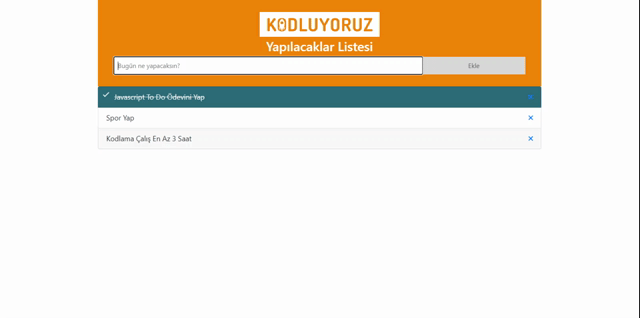 KODLUYORUZ
Yapılacaklar Listesi
Bugün ne yapacaksın?
Ekle
Javascript To Do Ödevini Yap
Spor Yap
Kodlama Çalış En Az 3 Saat